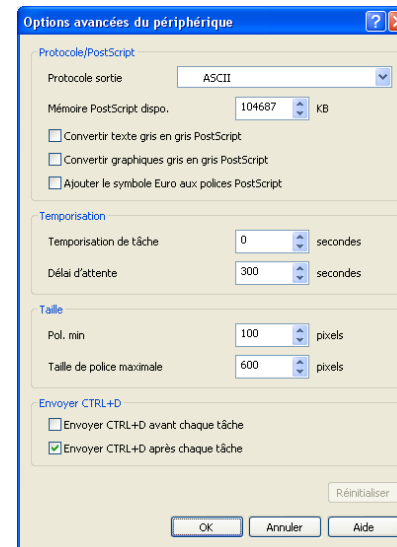 Options avancées du périphérique
Protocole/PostScript
Protocole sortie ASCII
Mémoire PostScript dispo. 104687 KB
Convertir texte gris en gris PostScript
Convertir graphiques gris en gris PostScript
Ajouter le symbole Euro aux polices PostScript
Temporisation
Temporisation de tâche 0 secondes
Délai d'attente 300 secondes
Taille
Pol. min 100 pixels
Taille de police maximale 600 pixels
Envoyer CTRL+D
Envoyer CTRL+D avant chaque tâche
Envoyer CTRL+D après chaque tâche
Réinitialiser
OK Annuler Aide